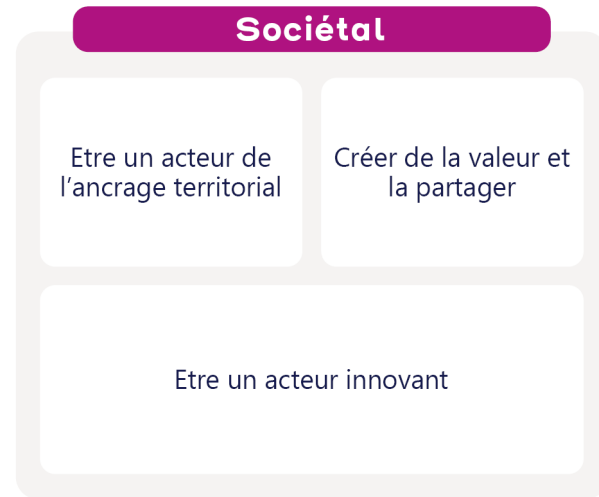 Sociétal
Etre un acteur de
l’ancrage territorial
Créer de la valeur et
la partager
Etre un acteur innovant